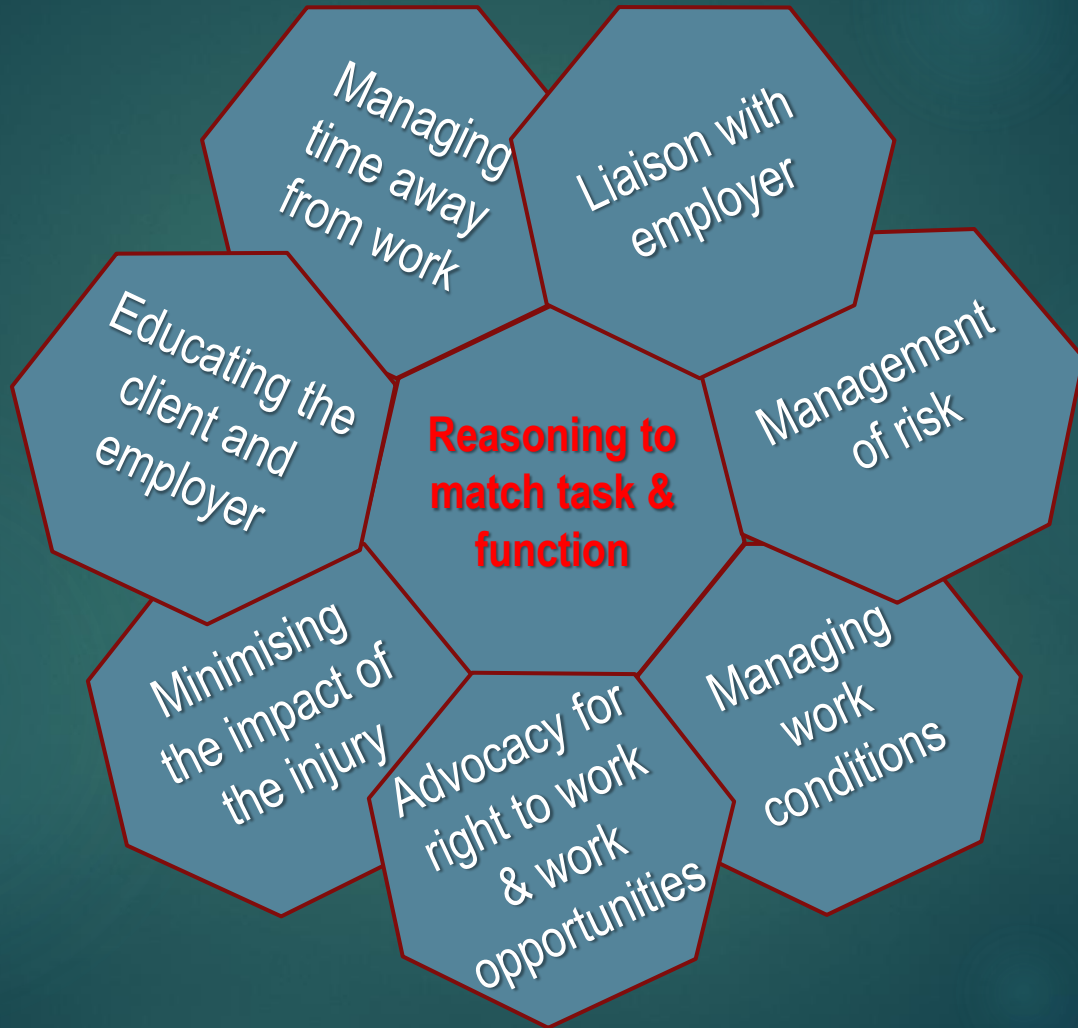 Managing
time away
from work
Liaison with
employer
Educating the
client and
employer
Management
of risk
Reasoning to
match task &
function
Minimising
the impact of
the injury
Managing
work
conditions
Advocacy for
right to work
& work
opportunities